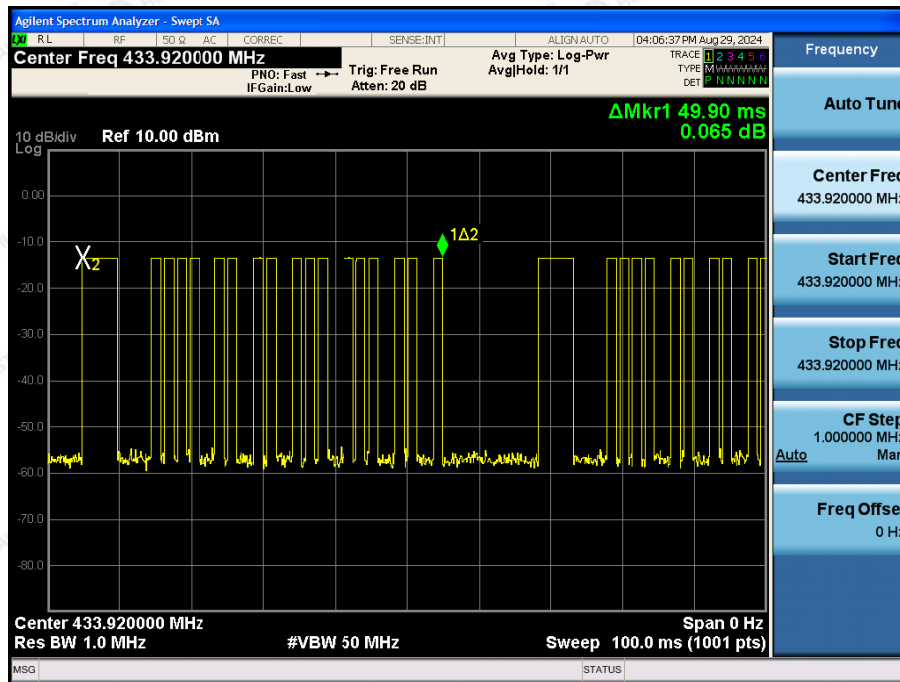 Agilent Spectrum Analyzer - Swept SA
LXI RL RF 50 Ω AC CORREC SENSE:INT ALIGN AUTO 04:06:37 PM Aug 29, 2024
Center Freq 433.920000 MHz
PNO: Fast
IFGain:Low
Trig: Free Run
Atten: 20 dB
Avg Type: Log-Pwr
Avg|Hold: 1/1
TRACE 1 2 3 4 5 6
TYPE MWWWWW
DET P N N N N N
ΔMkr1 49.90 ms
0.065 dB
10 dB/div Ref 10.00 dBm
Log
0.00
-10.0
-20.0
-30.0
-40.0
-50.0
-60.0
-70.0
-80.0
2
1Δ2
Center 433.920000 MHz
Span 0 Hz
Res BW 1.0 MHz
#VBW 50 MHz
Sweep 100.0 ms (1001 pts)
MSG
STATUS
Frequency
Auto Tune
Center Freq
433.920000 MHz
Start Freq
433.920000 MHz
Stop Freq
433.920000 MHz
CF Step
1.000000 MHz
Auto Man
Freq Offset
0 Hz